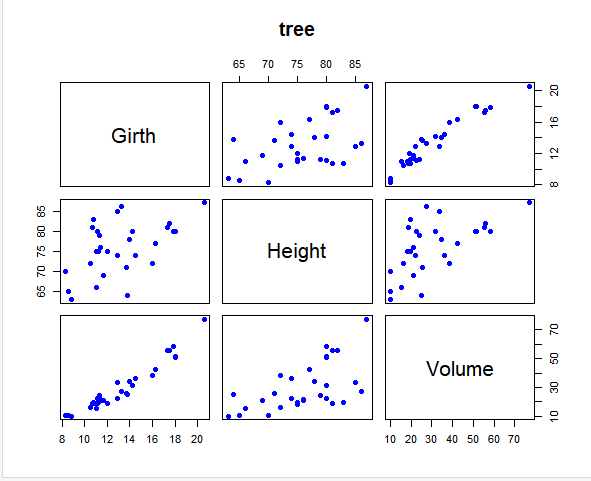 tree
65 70 75 80 85
Girth
8 12 16 20
65 70 75 80 85
Height
Volume
10 30 50 70
8 10 12 14 16 18 20
10 20 30 40 50 60 70